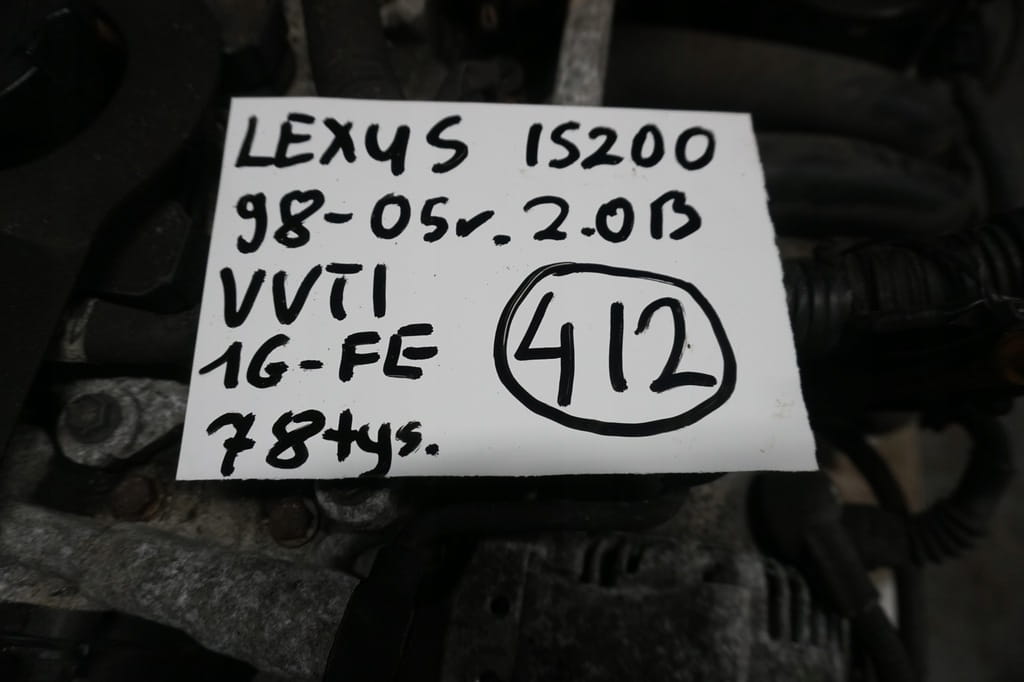 LEXUS IS200
98-05r. 2.0B
VVTI
1G-FE
78tys.
412